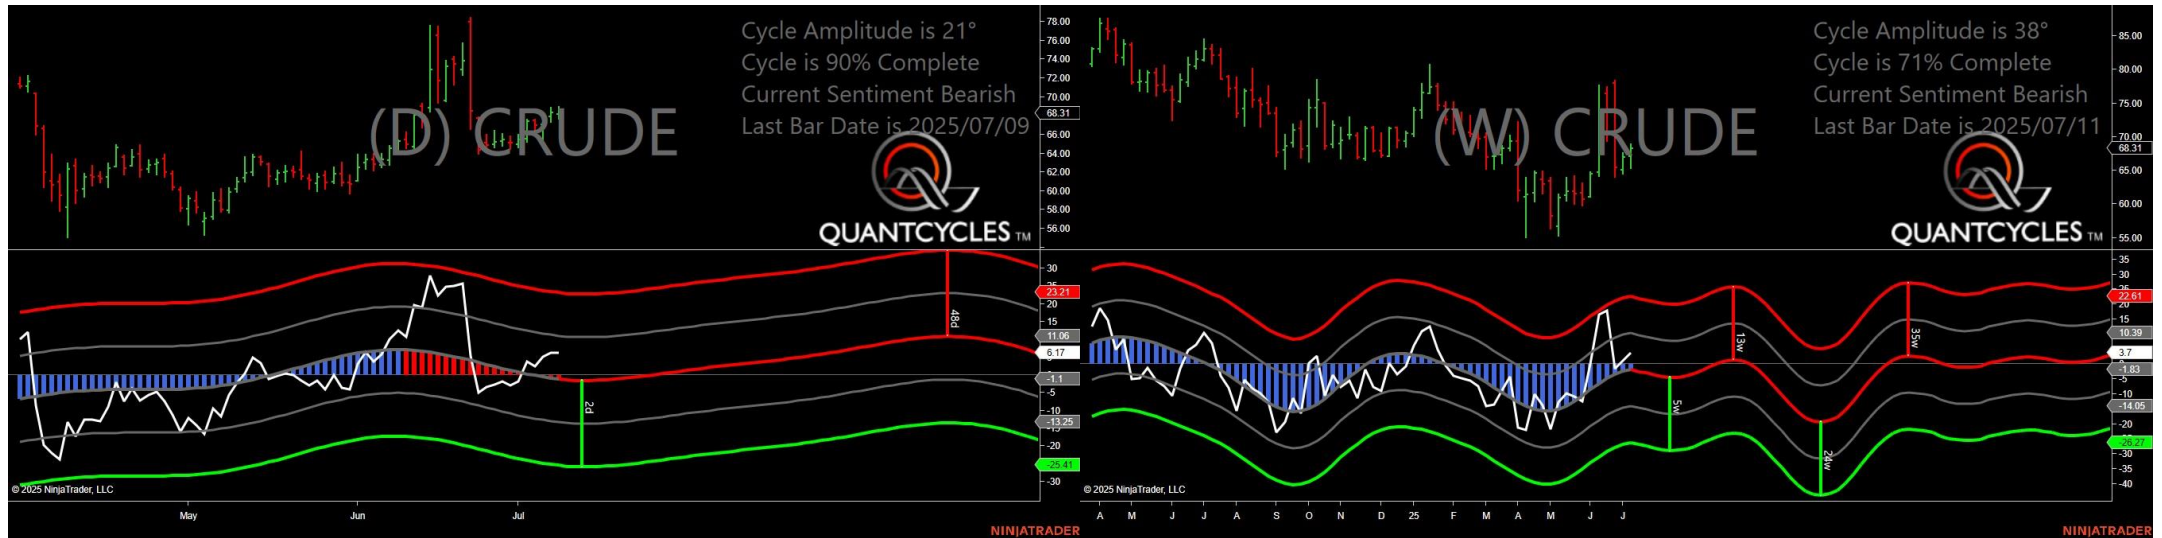 Cycle Amplitude is 21°
Cycle is 90% Complete
Current Sentiment Bearish
Last Bar Date is 2025/07/09
(D) CRUDE
QUANTCYCLES TM
78.00
76.00
74.00
72.00
70.00
68.31
66.00
64.00
62.00
60.00
58.00
56.00
30
23.21
20
15
11.06
6.17
-1.1
-5
-10
-13.25
-20
-25.41
-30
2d
48d
© 2025 NinjaTrader, LLC
May
Jun
Jul
NINJATRADER
Cycle Amplitude is 38°
Cycle is 71% Complete
Current Sentiment Bearish
Last Bar Date is 2025/07/11
(W) CRUDE
QUANTCYCLES TM
85.00
80.00
75.00
70.00
68.31
65.00
60.00
55.00
35
30
22.61
20
15
10.39
3.7
-1.83
-5
-10
-14.05
-20
-26.27
-30
-35
-40
5w
13w
24w
35w
© 2025 NinjaTrader, LLC
A M J J A S O N D 25 F M A M J J
NINJATRADER